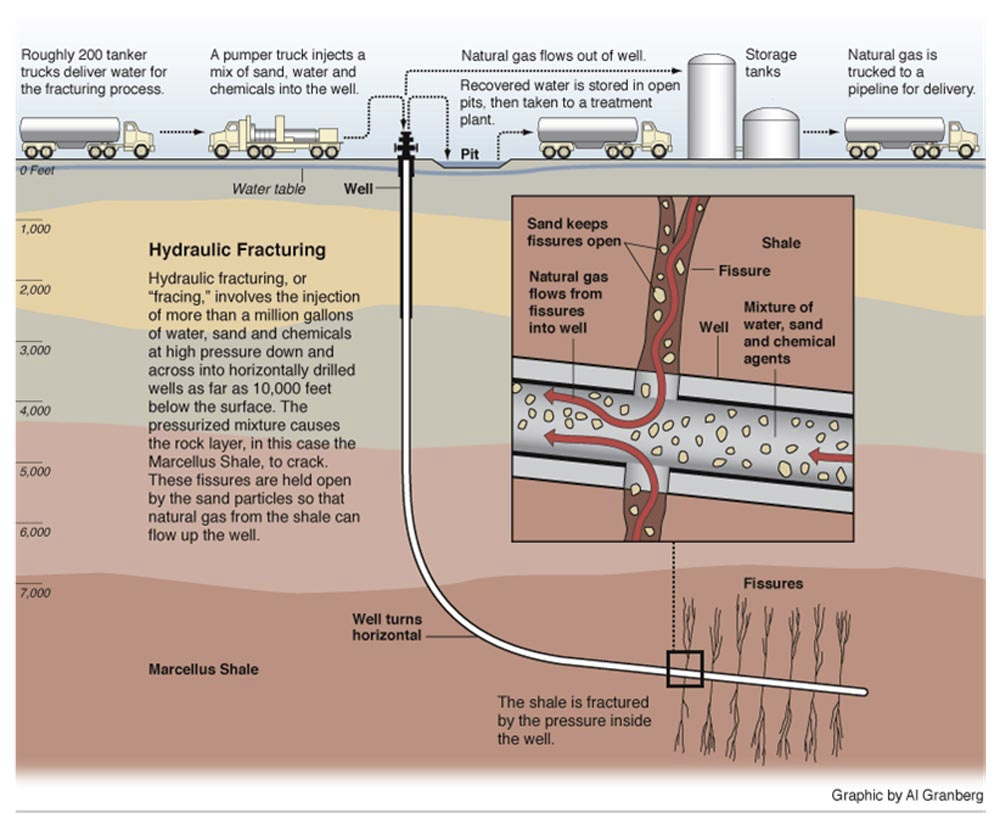 Roughly 200 tanker
trucks deliver water for
the fracturing process.
A pumper truck injects a
mix of sand, water and
chemicals into the well.
Natural gas flows out of well.
Recovered water is stored in open
pits, then taken to a treatment
plant.
Storage
tanks
Natural gas is
trucked to a
pipeline for delivery.
Pit
0 Feet
Water table
Well
1,000
2,000
3,000
4,000
5,000
6,000
7,000
Hydraulic Fracturing
Hydraulic fracturing, or
“fracing,” involves the injection
of more than a million gallons
of water, sand and chemicals
at high pressure down and
across into horizontally drilled
wells as far as 10,000 feet
below the surface. The
pressurized mixture causes
the rock layer, in this case the
Marcellus Shale, to crack.
These fissures are held open
by the sand particles so that
natural gas from the shale can
flow up the well.
Sand keeps
fissures open
Shale
Fissure
Natural gas
flows from
fissures
into well
Well
Mixture of
water, sand
and chemical
agents
Fissures
Well turns
horizontal
Marcellus Shale
The shale is fractured
by the pressure inside
the well.
Graphic by Al Granberg